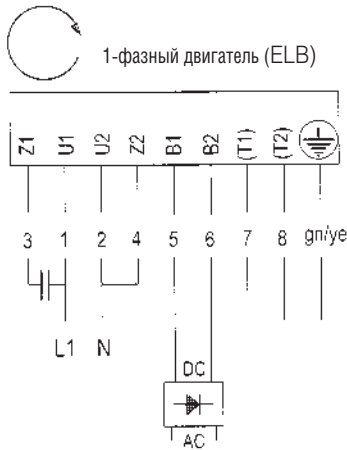 1-фазный двигатель (ELB)
Z1 U1 U2 Z2 B1 B2 (T1) (T2)
3 1 2 4 5 6 7 8 gn/ye
L1 N
DC
AC